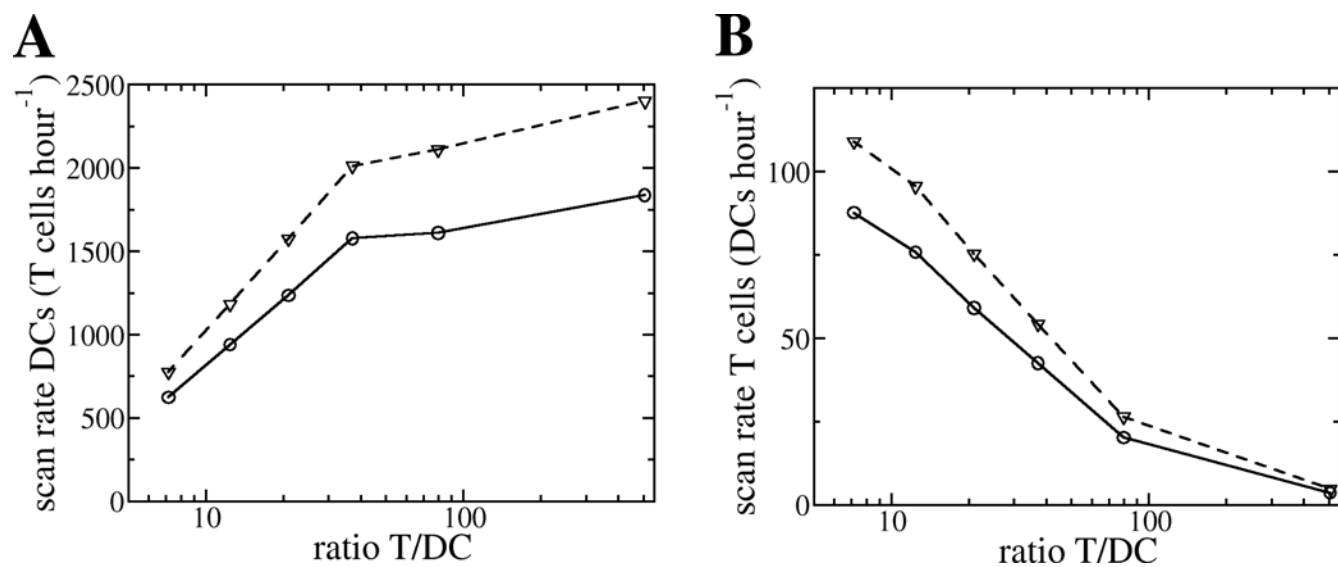 A
scan rate DCs (T cells hour⁻¹)
2500
2000
1500
1000
500
0
10
100
ratio T/DC
B
scan rate T cells (DCs hour⁻¹)
100
50
0
10
100
ratio T/DC